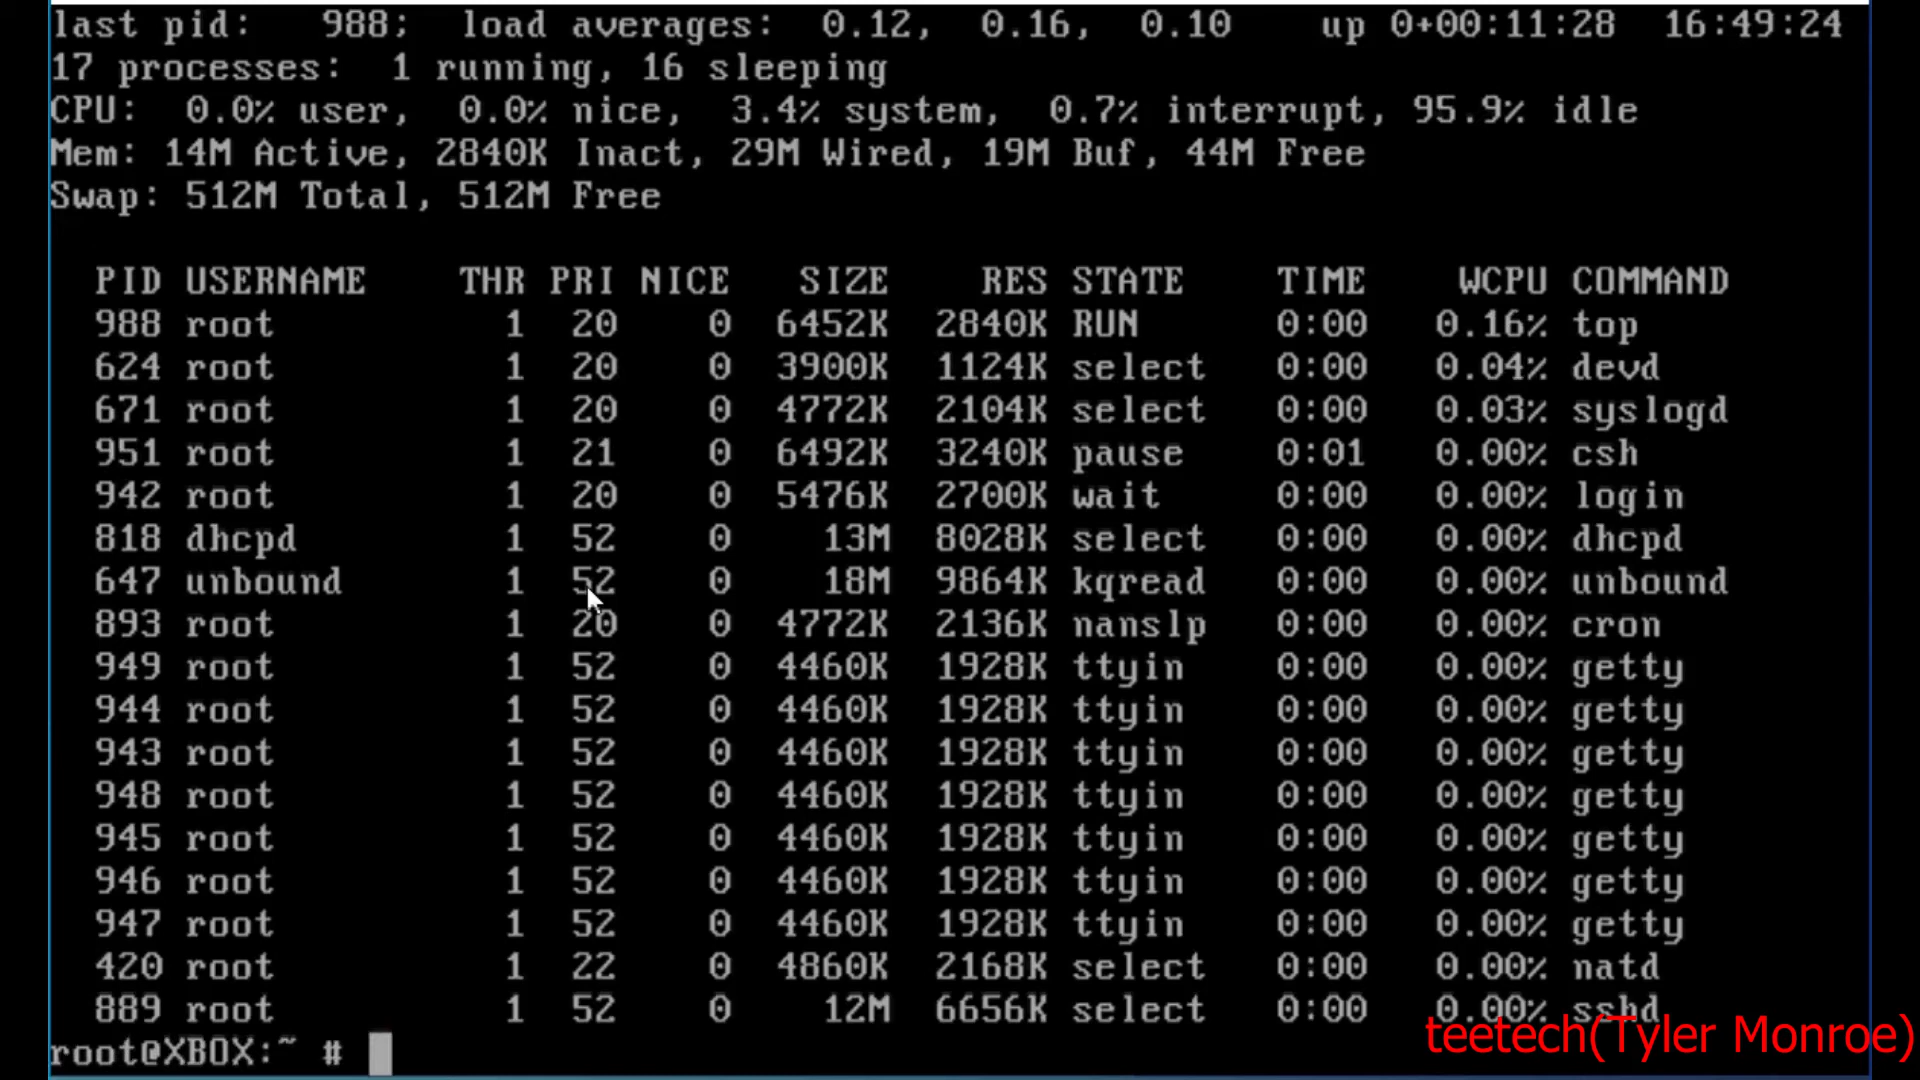 last pid:   988;  load averages:  0.12,  0.16,  0.10    up 0+00:11:28  16:49:24
17 processes:  1 running, 16 sleeping
CPU:  0.0% user,  0.0% nice,  3.4% system,  0.7% interrupt, 95.9% idle
Mem: 14M Active, 2840K Inact, 29M Wired, 19M Buf, 44M Free
Swap: 512M Total, 512M Free
  PID USERNAME    THR PRI NICE   SIZE    RES STATE    TIME    WCPU COMMAND
  988 root          1  20    0  6452K  2840K RUN      0:00   0.16% top
  624 root          1  20    0  3900K  1124K select   0:00   0.04% devd
  671 root          1  20    0  4772K  2104K select   0:00   0.03% syslogd
  951 root          1  21    0  6492K  3240K pause    0:01   0.00% csh
  942 root          1  20    0  5476K  2700K wait     0:00   0.00% login
  818 dhcpd         1  52    0    13M  8028K select   0:00   0.00% dhcpd
  647 unbound       1  52    0    18M  9864K kqread   0:00   0.00% unbound
  893 root          1  20    0  4772K  2136K nanslp   0:00   0.00% cron
  949 root          1  52    0  4460K  1928K ttyin    0:00   0.00% getty
  944 root          1  52    0  4460K  1928K ttyin    0:00   0.00% getty
  943 root          1  52    0  4460K  1928K ttyin    0:00   0.00% getty
  948 root          1  52    0  4460K  1928K ttyin    0:00   0.00% getty
  945 root          1  52    0  4460K  1928K ttyin    0:00   0.00% getty
  946 root          1  52    0  4460K  1928K ttyin    0:00   0.00% getty
  947 root          1  52    0  4460K  1928K ttyin    0:00   0.00% getty
  420 root          1  22    0  4860K  2168K select   0:00   0.00% natd
  889 root          1  52    0    12M  6656K select   0:00   0.00% sshd
root@XBOX:~ #
teetech(Tyler Monroe)